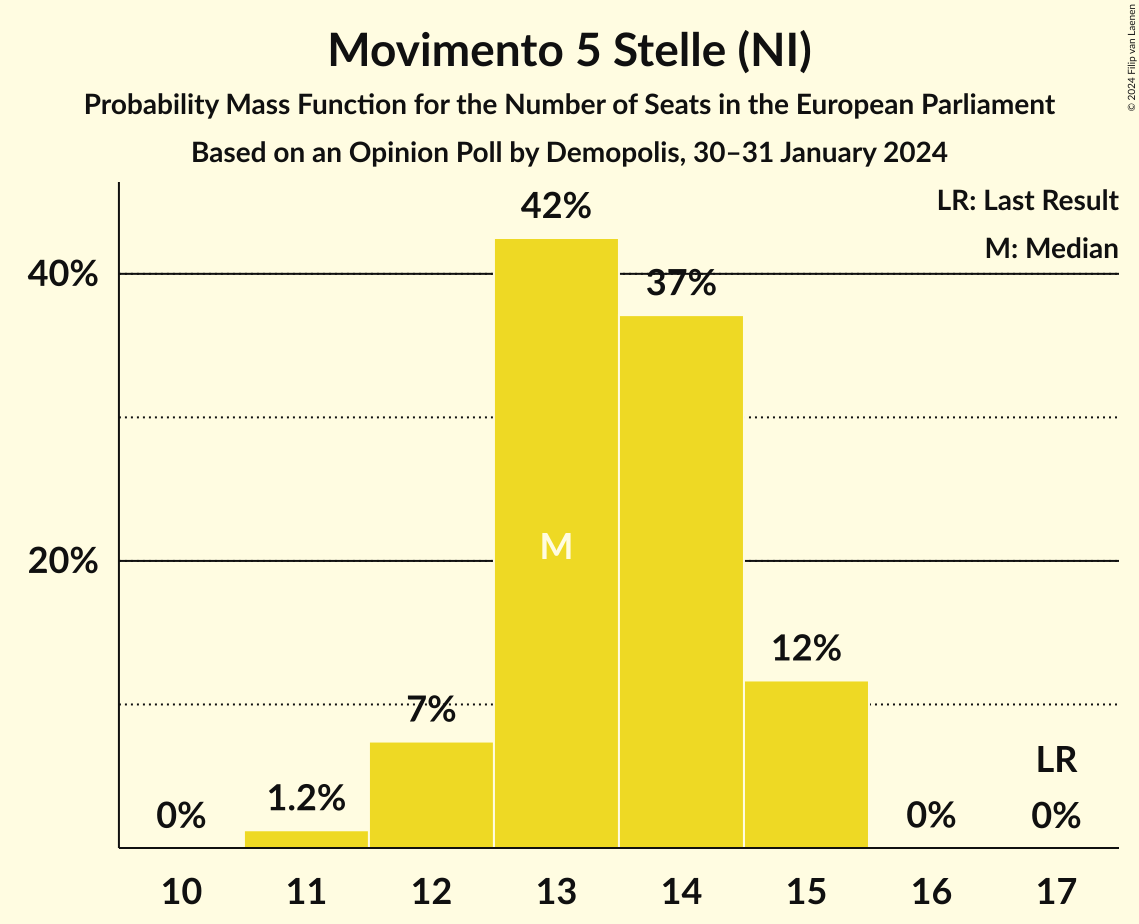 Movimento 5 Stelle (NI)
Probability Mass Function for the Number of Seats in the European Parliament
Based on an Opinion Poll by Demopolis, 30–31 January 2024
© 2024 Filip van Laenen
LR: Last Result
M: Median
40%
20%
0%
1.2%
7%
42%
M
37%
12%
0%
LR
0%
10 11 12 13 14 15 16 17